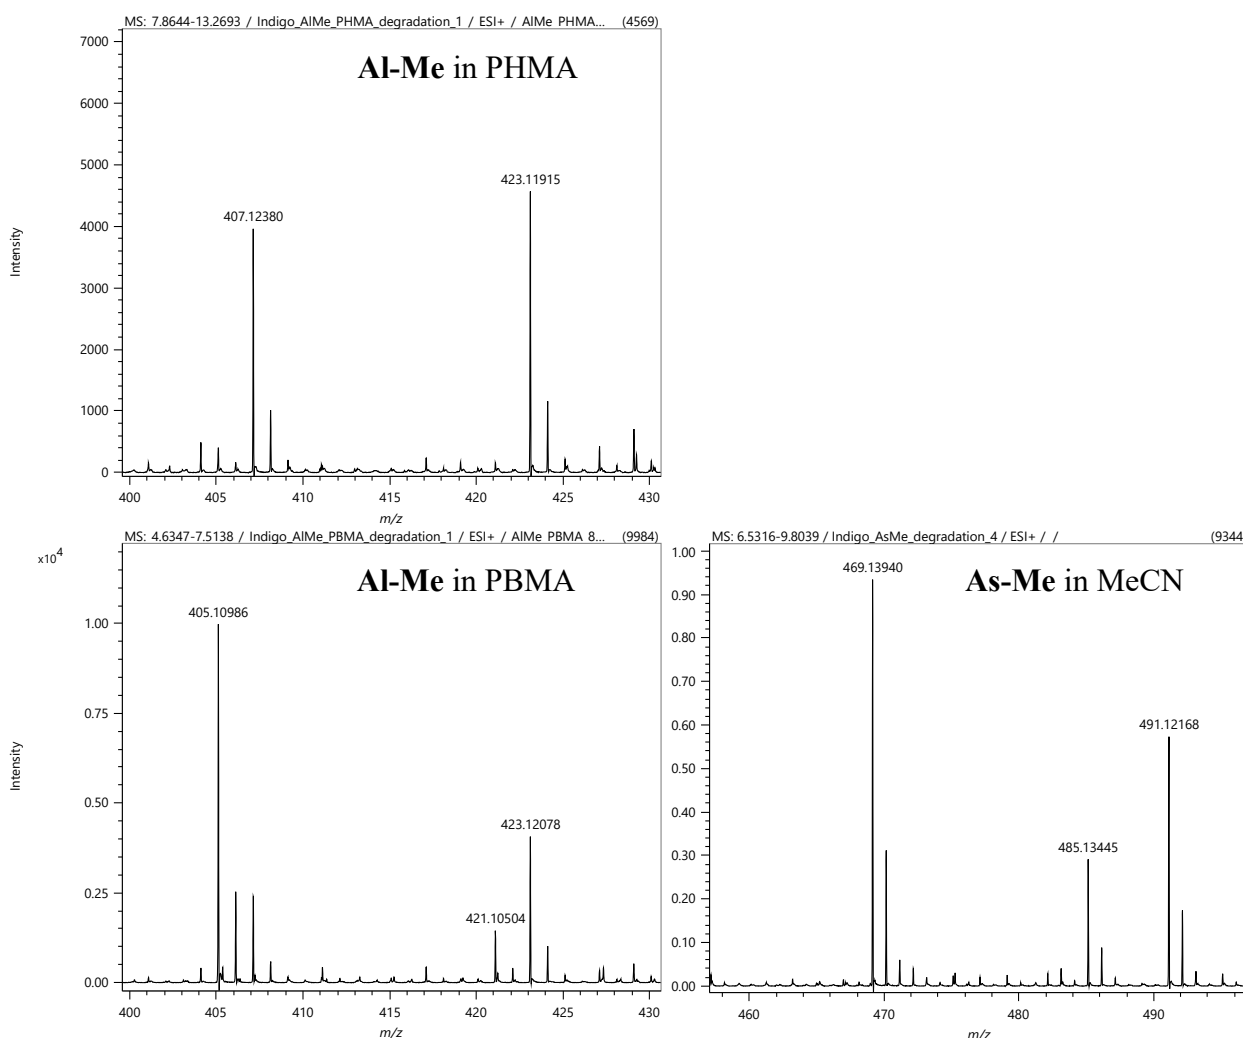 MS: 7.8644-13.2693 / Indigo_AlMe_PHMA_degradation_1 / ESI+ / AlMe PHMA... (4569)
Al-Me in PHMA
7000
6000
5000
4000
3000
2000
1000
0
Intensity
407.12380
423.11915
400 405 410 415 420 425 430
m/z
MS: 4.6347-7.5138 / Indigo_AlMe_PBMA_degradation_1 / ESI+ / AlMe PBMA 8... (9984)
x10^4
Al-Me in PBMA
1.00
0.75
0.50
0.25
0.00
Intensity
405.10986
421.10504
423.12078
400 405 410 415 420 425 430
m/z
MS: 6.5316-9.8039 / Indigo_AsMe_degradation_4 / ESI+ / / (9344
As-Me in MeCN
1.00
0.90
0.80
0.70
0.60
0.50
0.40
0.30
0.20
0.10
0.00
469.13940
485.13445
491.12168
460 470 480 490
m/z